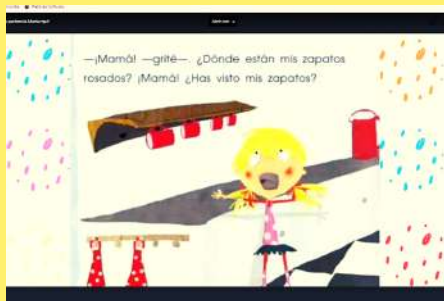 —¡Mamá! —grité—. ¿Dónde están mis zapatos
rosados? ¡Mamá! ¿Has visto mis zapatos?